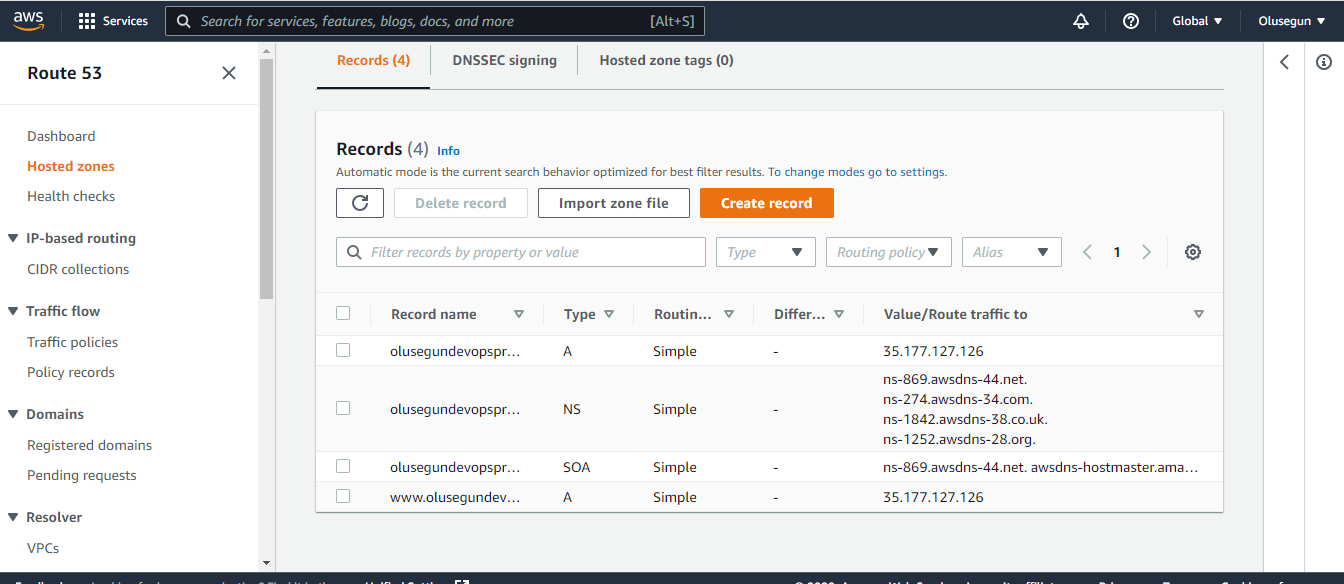 aws
Services
Search for services, features, blogs, docs, and more
[Alt+S]
Global
Olusegun
Route 53
Dashboard
Hosted zones
Health checks
IP-based routing
CIDR collections
Traffic flow
Traffic policies
Policy records
Domains
Registered domains
Pending requests
Resolver
VPCs
Records (4)
DNSSEC signing
Hosted zone tags (0)
Records (4) Info
Automatic mode is the current search behavior optimized for best filter results. To change modes go to settings.
Delete record
Import zone file
Create record
Filter records by property or value
Type
Routing policy
Alias
1
Record name Type Routin... Differ... Value/Route traffic to
olusegundevopspr... A Simple - 35.177.127.126
olusegundevopspr... NS Simple -
ns-869.awsdns-44.net.
ns-274.awsdns-34.com.
ns-1842.awsdns-38.co.uk.
ns-1252.awsdns-28.org.
olusegundevopspr... SOA Simple - ns-869.awsdns-44.net. awsdns-hostmaster.ama...
www.olusegundev... A Simple - 35.177.127.126